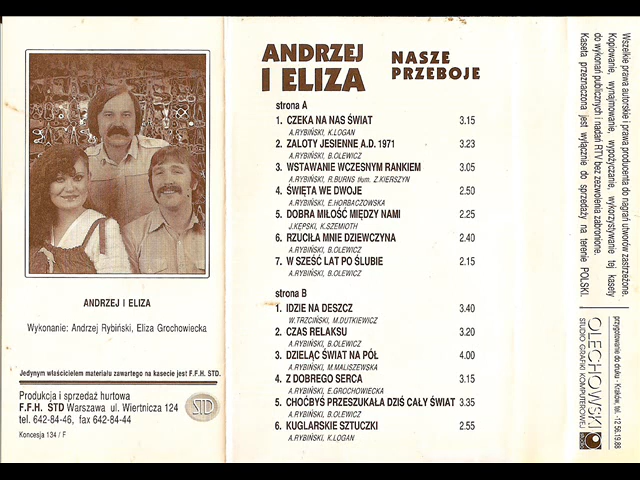 ANDRZEJ I ELIZA
Wykonanie: Andrzej Rybiński, Eliza Grochowiecka
Jedynym właścicielem materiału zawartego na kasecie jest F.F.H. STD.
Produkcja i sprzedaż hurtowa
F.F.H. STD Warszawa ul. Wiertnicza 124
tel. 642-84-46, fax 642-84-44
Koncesja 134 / F
STD
ANDRZEJ
I ELIZA
NASZE
PRZEBOJE
strona A
1. CZEKA NA NAS ŚWIAT 3.15
A.RYBIŃSKI, K.LOGAN
2. ZALOTY JESIENNE A.D. 1971 3.23
A.RYBIŃSKI, B.OLEWICZ
3. WSTAWANIE WCZESNYM RANKIEM 3.05
A.RYBIŃSKI, R.BURNS tłum. Z.KIERSZYN
4. ŚWIĘTA WE DWOJE 2.50
A.RYBIŃSKI, E.HORBACZOWSKA
5. DOBRA MIŁOŚĆ MIĘDZY NAMI 2.25
J.KĘPSKI, K.SZEMIOTH
6. RZUCIŁA MNIE DZIEWCZYNA 2.40
A.RYBIŃSKI, B.OLEWICZ
7. W SZEŚĆ LAT PO ŚLUBIE 2.15
A.RYBIŃSKI, B.OLEWICZ
strona B
1. IDZIE NA DESZCZ 3.40
W.TRZCIŃSKI, M.DUTKIEWICZ
2. CZAS RELAKSU 3.20
A.RYBIŃSKI, B.OLEWICZ
3. DZIELĄC ŚWIAT NA PÓŁ 4.00
A.RYBIŃSKI, M.MALISZEWSKA
4. Z DOBREGO SERCA 3.15
A.RYBIŃSKI, E.GROCHOWIECKA
5. CHOĆBYŚ PRZESZUKAŁA DZIŚ CAŁY ŚWIAT 3.35
A.RYBIŃSKI, B.OLEWICZ
6. KUGLARSKIE SZTUCZKI 2.55
A.RYBIŃSKI, K.LOGAN
Wszelkie prawa autorskie i prawa producenta do nagrań utworów zastrzeżone.
Kopiowanie, wynajmowanie, wypożyczanie, wykorzystywanie tej kasety
do wykonań publicznych i nadań RTV bez zezwolenia zabronione.
Kaseta przeznaczona jest wyłącznie do sprzedaży na terenie POLSKI.
przygotowanie do druku - Kraków, tel. -12 56.19.88
OLECHOWSKI
STUDIO GRAFIKI KOMPUTEROWEJ